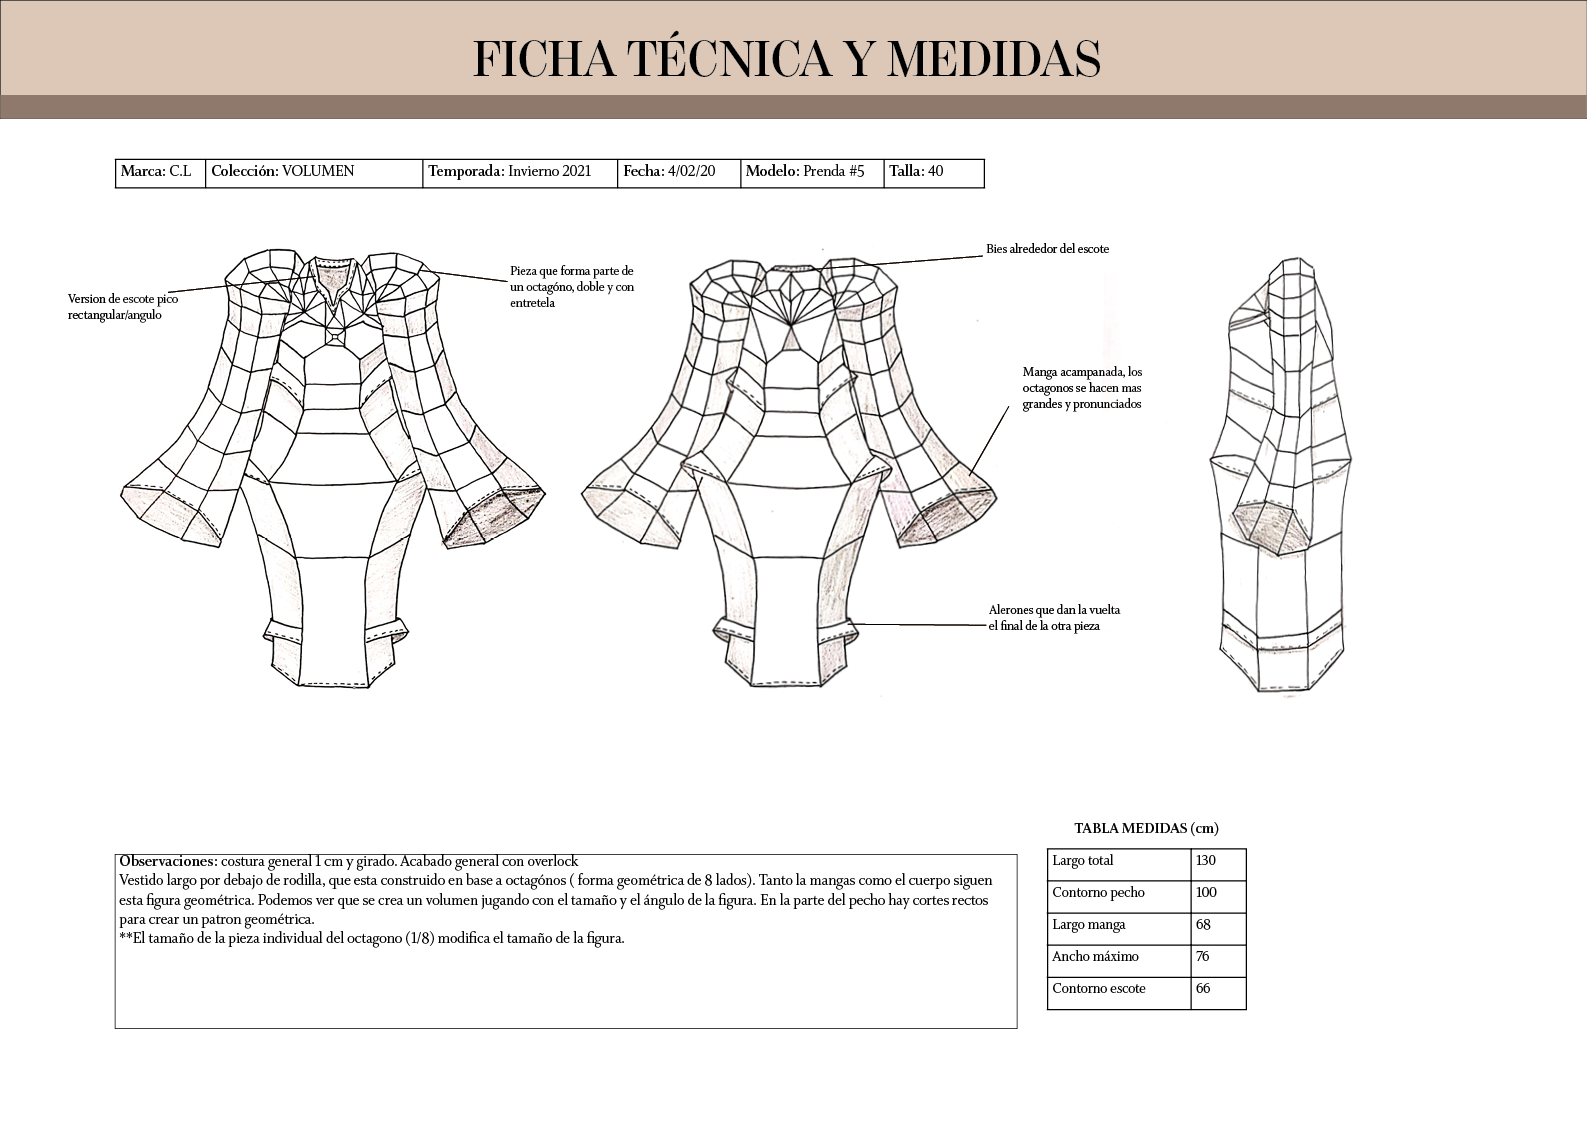 FICHA TÉCNICA Y MEDIDAS
Marca: C.L Colección: VOLUMEN Temporada: Invierno 2021 Fecha: 4/02/20 Modelo: Prenda #5 Talla: 40
Version de escote pico
rectangular/angulo
Pieza que forma parte de
un octagóno, doble y con
entretela
Bies alrededor del escote
Manga acampanada, los
octagonos se hacen mas
grandes y pronunciados
Alerones que dan la vuelta
el final de la otra pieza
Observaciones: costura general 1 cm y girado. Acabado general con overlock
Vestido largo por debajo de rodilla, que esta construido en base a octagónos ( forma geométrica de 8 lados). Tanto la mangas como el cuerpo siguen
esta figura geométrica. Podemos ver que se crea un volumen jugando con el tamaño y el ángulo de la figura. En la parte del pecho hay cortes rectos
para crear un patron geométrica.
**El tamaño de la pieza individual del octagono (1/8) modifica el tamaño de la figura.
TABLA MEDIDAS (cm)
Largo total 130
Contorno pecho 100
Largo manga 68
Ancho máximo 76
Contorno escote 66